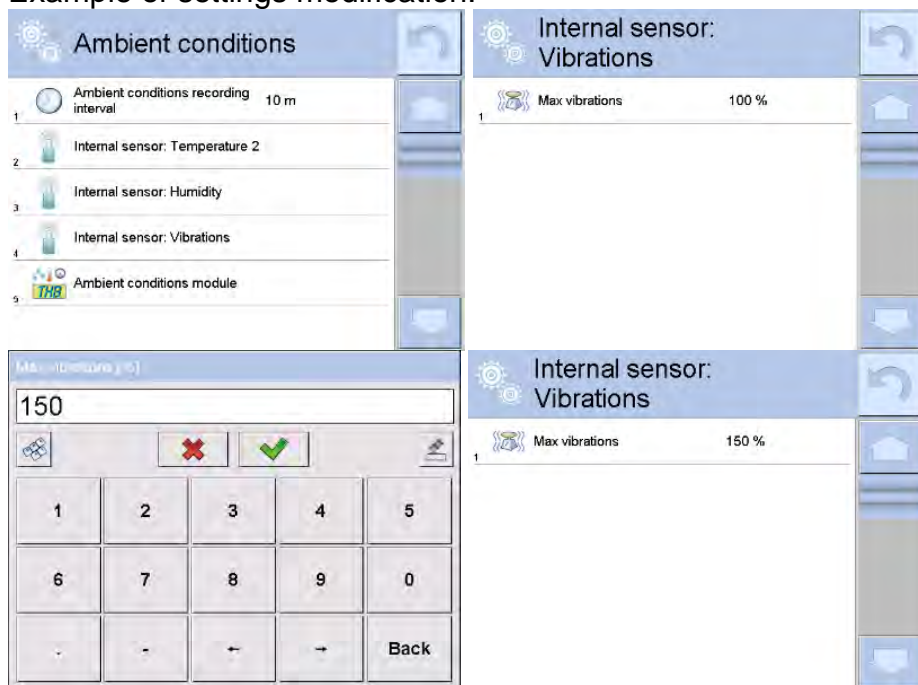 Example of settings modification:
Ambient conditions
1 Ambient conditions recording interval 10 m
2 Internal sensor: Temperature 2
3 Internal sensor: Humidity
4 Internal sensor: Vibrations
5 THB Ambient conditions module
Internal sensor:
Vibrations
1 Max vibrations 100 %
Max vibrations [%]
150
1 2 3 4 5
6 7 8 9 0
. - ← → Back
Internal sensor:
Vibrations
1 Max vibrations 150 %